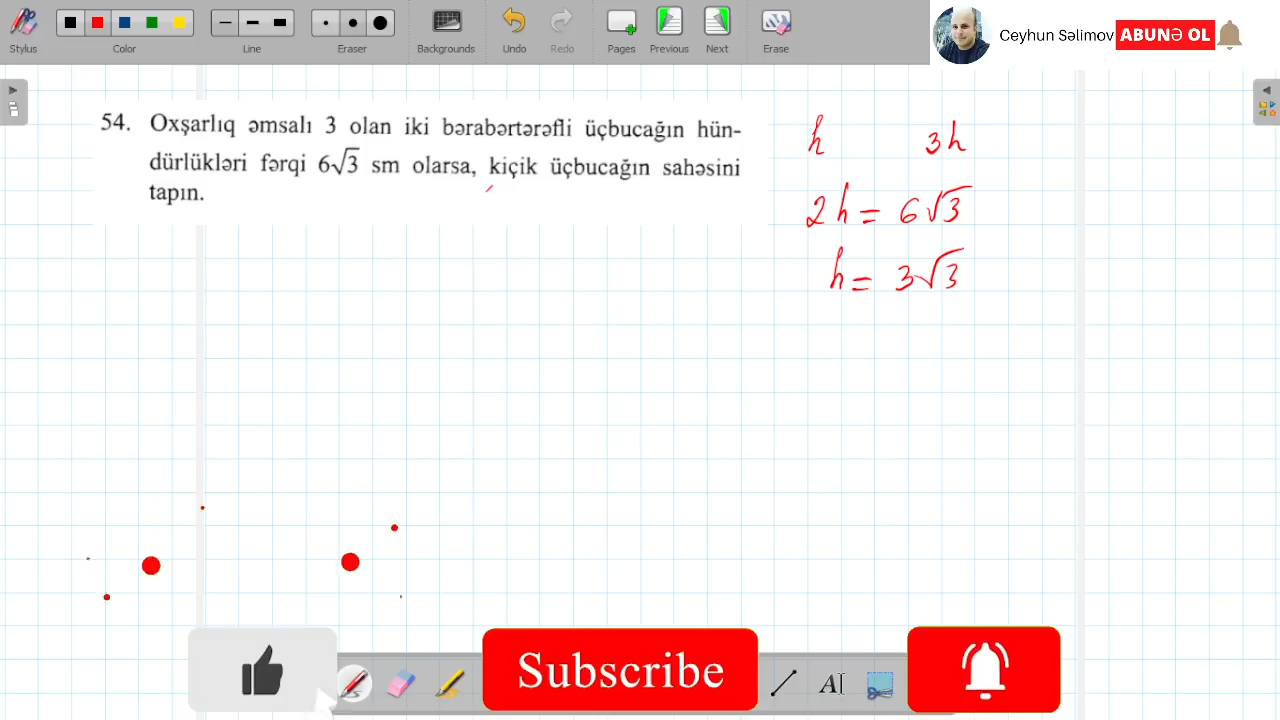 Stylus
Color
Line
Eraser
Backgrounds
Undo
Redo
Pages
Previous
Next
Erase
Ceyhun Səlimov
ABUNƏ OL
54. Oxşarlıq əmsalı 3 olan iki bərabərtərəfli üçbucağın hün-
dürlükləri fərqi 6√3 sm olarsa, kiçik üçbucağın sahəsini
tapın.
h 3h
2h = 6√3
h = 3√3
Subscribe
A